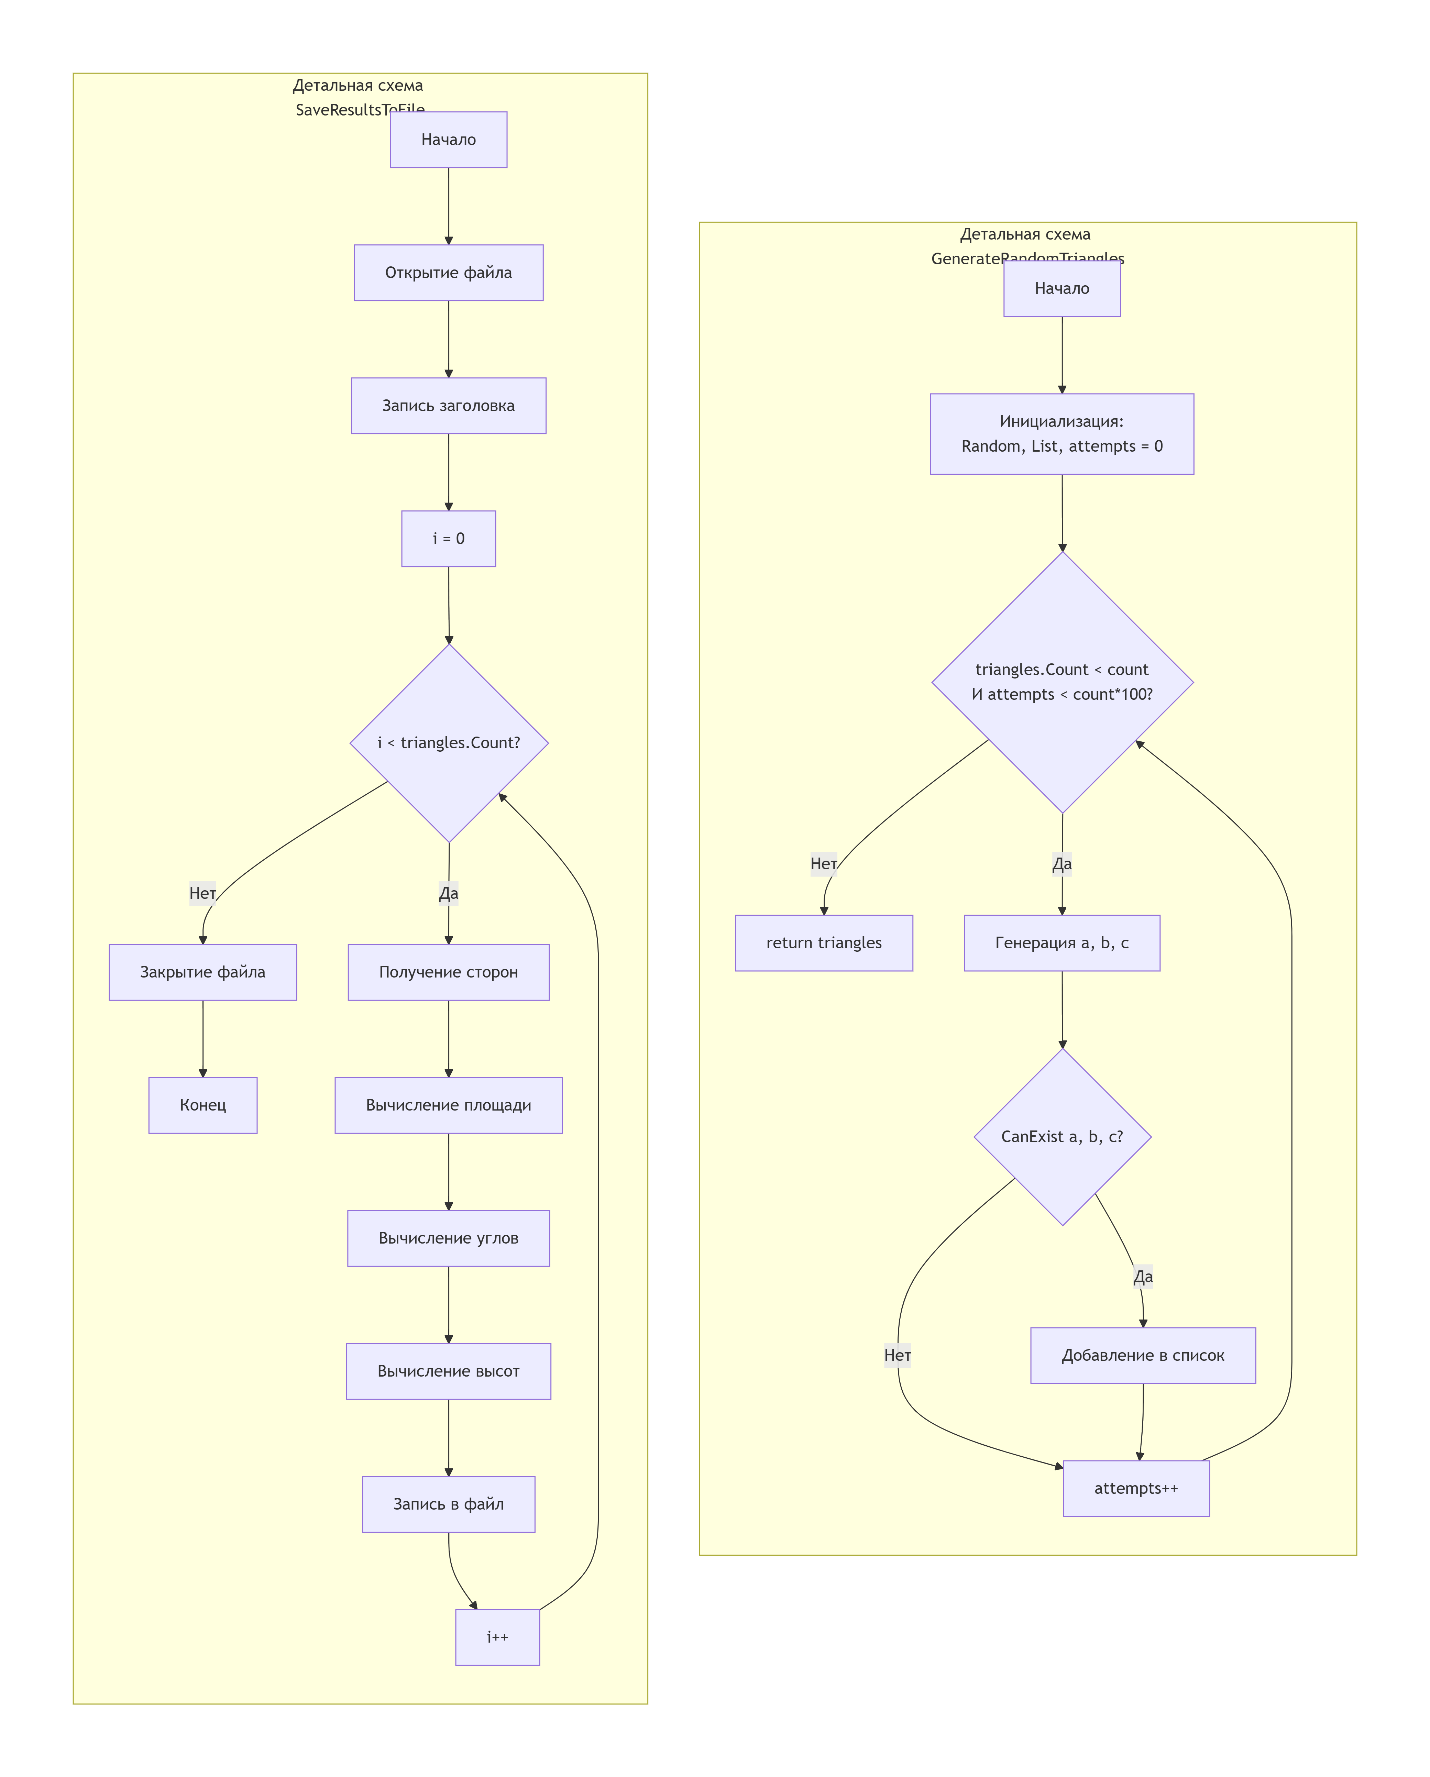 Детальная схема
SaveResultsToFile
Начало
Открытие файла
Запись заголовка
i = 0
i < triangles.Count?
Нет
Да
Закрытие файла
Получение сторон
Конец
Вычисление площади
Вычисление углов
Вычисление высот
Запись в файл
i++
Детальная схема
GenerateRandomTriangles
Начало
Инициализация:
Random, List, attempts = 0
triangles.Count < count
И attempts < count*100?
Нет
Да
return triangles
Генерация a, b, c
CanExist a, b, c?
Да
Нет
Добавление в список
attempts++